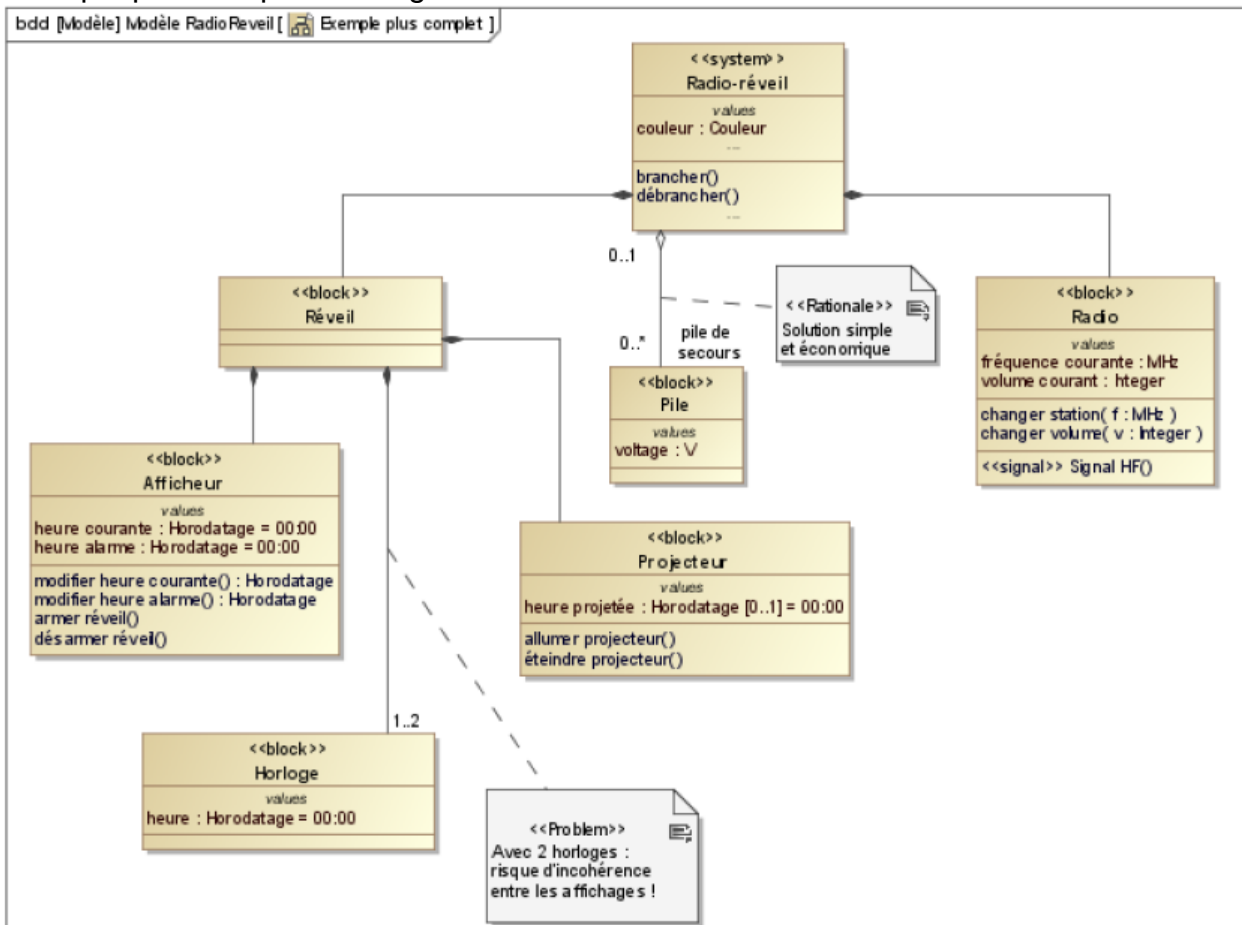 bdd [Modèle] Modèle RadioReveil [ Exemple plus complet ]
<<system>>
Radio-réveil
values
couleur : Couleur
...
brancher()
débrancher()
...
0..1
0..*
pile de
secours
<<Rationale>>
Solution simple
et économique
<<block>>
Réveil
<<block>>
Pile
values
voltage : V
<<block>>
Radio
values
fréquence courante : MHz
volume courant : Integer
changer station( f : MHz )
changer volume( v : Integer )
<<signal>> Signal HF()
<<block>>
Afficheur
values
heure courante : Horodatage = 00:00
heure alarme : Horodatage = 00:00
modifier heure courante() : Horodatage
modifier heure alarme() : Horodatage
armer réveil()
désarmer réveil()
<<block>>
Projecteur
values
heure projetée : Horodatage [0..1] = 00:00
allumer projecteur()
éteindre projecteur()
1..2
<<block>>
Horloge
values
heure : Horodatage = 00:00
<<Problem>>
Avec 2 horloges :
risque d'incohérence
entre les affichages !